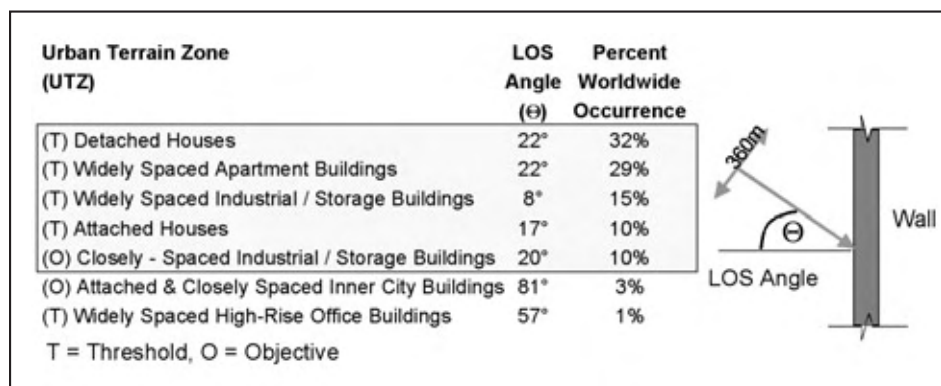 Urban Terrain Zone LOS Percent
(UTZ) Angle Worldwide
(Θ) Occurrence
(T) Detached Houses 22° 32%
(T) Widely Spaced Apartment Buildings 22° 29%
(T) Widely Spaced Industrial / Storage Buildings 8° 15%
(T) Attached Houses 17° 10%
(O) Closely - Spaced Industrial / Storage Buildings 20° 10%
(O) Attached & Closely Spaced Inner City Buildings 81° 3%
(T) Widely Spaced High-Rise Office Buildings 57° 1%
T = Threshold, O = Objective
360m
Θ
Wall
LOS Angle